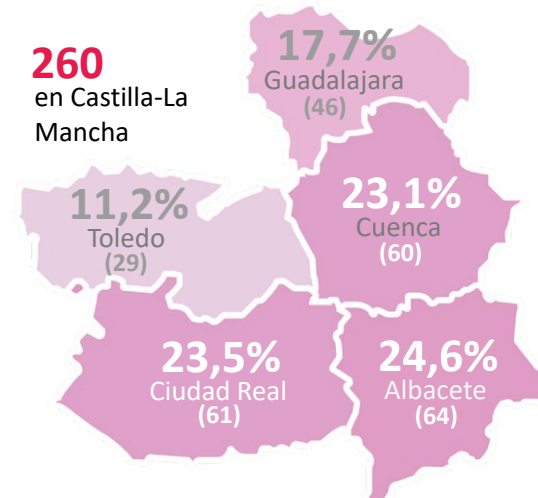 260
en Castilla-La
Mancha
17,7%
Guadalajara
(46)
11,2%
Toledo
(29)
23,1%
Cuenca
(60)
23,5%
Ciudad Real
(61)
24,6%
Albacete
(64)